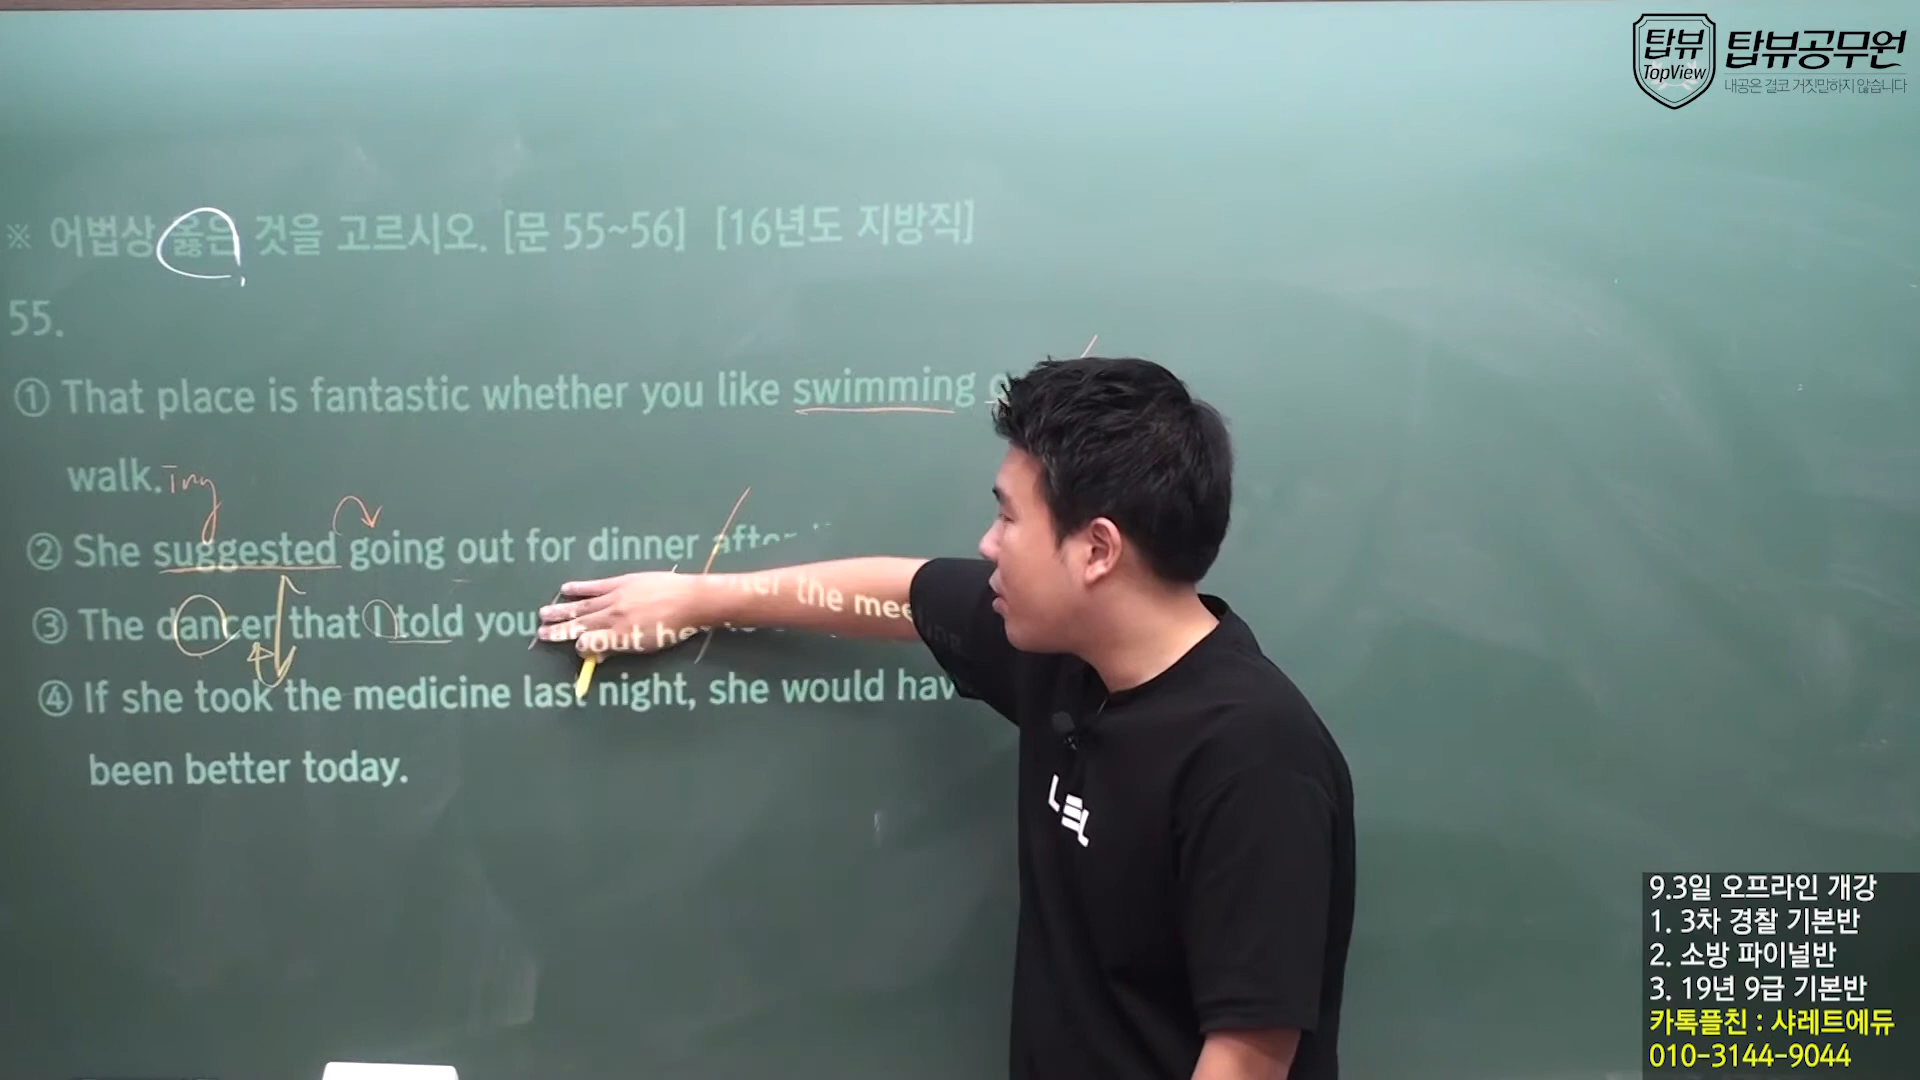 탑뷰
TopView
탑뷰공무원
내공은 결코 거짓말하지 않습니다
※ 어법상 옳은 것을 고르시오. [문 55~56] [16년도 지방직]
55.
① That place is fantastic whether you like swimming
walk. ing
② She suggested going out for dinner after the meeting
③ The dancer that I told you about her
④ If she took the medicine last night, she would hav
been better today.
9.3일 오프라인 개강
1. 3차 경찰 기본반
2. 소방 파이널반
3. 19년 9급 기본반
카톡플친 : 샤레트에듀
010-3144-9044